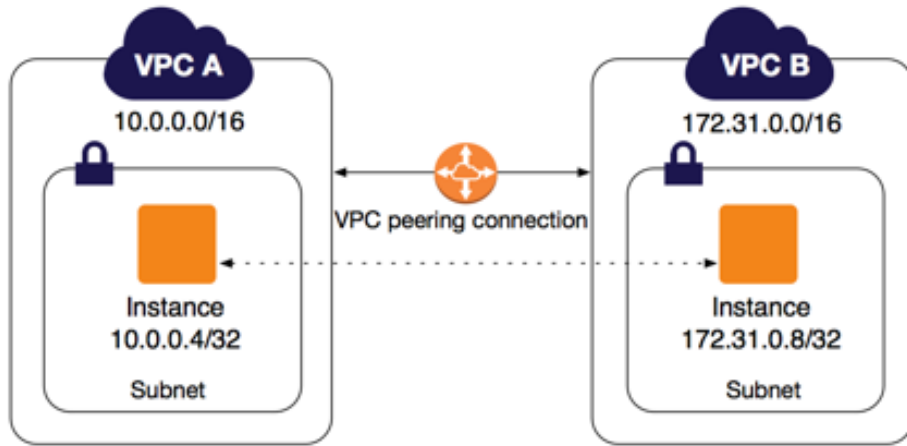 VPC A
10.0.0.0/16
Instance
10.0.0.4/32
Subnet
VPC peering connection
VPC B
172.31.0.0/16
Instance
172.31.0.8/32
Subnet